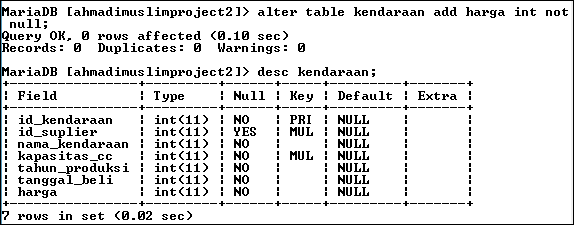 MariaDB [ahmadimuslimproject2]> alter table kendaraan add harga int not
 null;
Query OK, 0 rows affected (0.10 sec)
Records: 0  Duplicates: 0  Warnings: 0

MariaDB [ahmadimuslimproject2]> desc kendaraan;
+----------------+---------+------+-----+---------+-------+
| Field          | Type    | Null | Key | Default | Extra |
+----------------+---------+------+-----+---------+-------+
| id_kendaraan   | int(11) | NO   | PRI | NULL    |       |
| id_suplier     | int(11) | YES  | MUL | NULL    |       |
| nama_kendaraan | int(11) | NO   |     | NULL    |       |
| kapasitas_cc   | int(11) | NO   | MUL | NULL    |       |
| tahun_produksi | int(11) | NO   |     | NULL    |       |
| tanggal_beli   | int(11) | NO   |     | NULL    |       |
| harga          | int(11) | NO   |     | NULL    |       |
+----------------+---------+------+-----+---------+-------+
7 rows in set (0.02 sec)